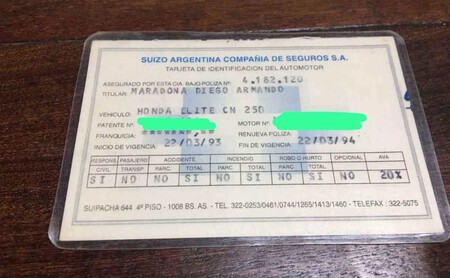 SUIZO ARGENTINA COMPAÑIA DE SEGUROS S.A.
TARJETA DE IDENTIFICACION DEL AUTOMOTOR
ASEGURADO POR ESTA CIA. BAJO POLIZA Nº 4.182.120
TITULAR: MARADONA DIEGO ARMANDO
VEHICULO: HONDA ELITE CN 250
PATENTE Nº MOTOR Nº
FRANQUICIA: RENUEVA POLIZA:
INICIO DE VIGENCIA: 22/03/93 FIN DE VIGENCIA: 22/03/94
RESPONS. PASAJERO ACCIDENTE INCENDIO ROBO O HURTO OPCIONAL AVA
CIVIL TRANSP PARC. TOTAL PARC. TOTAL PARC. TOTAL
SI NO NO SI NO SI NO SI NO 20%
SUIPACHA 644 4º PISO - 1008 BS. AS. - TEL. 322-0253/0461/0744/1265/1413/1460 - TELEFAX : 322-5075